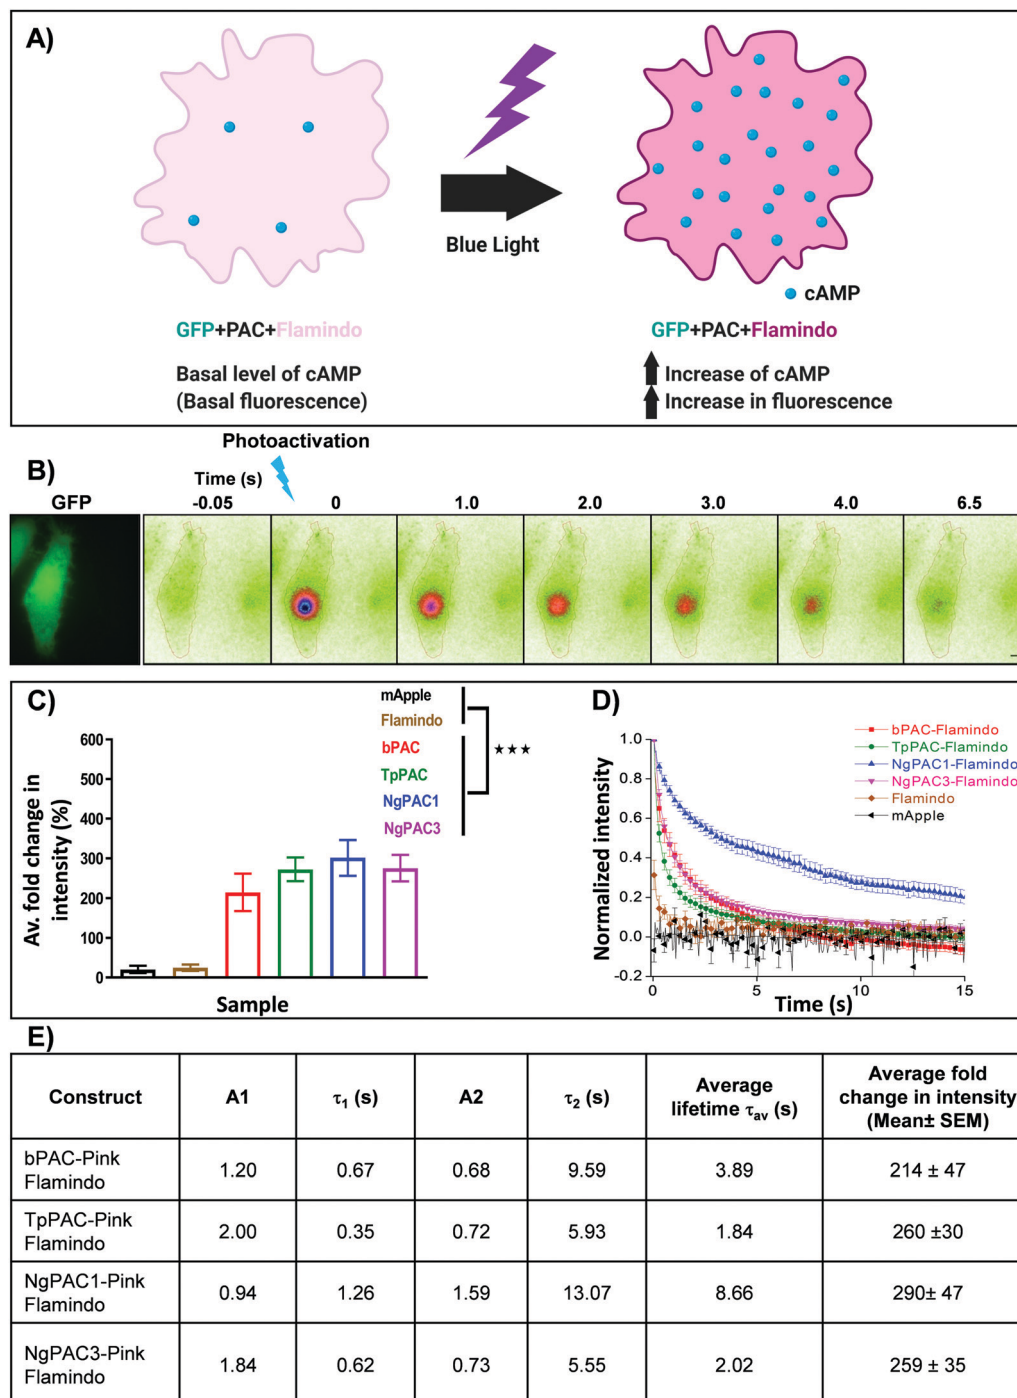 A)
Blue Light
cAMP
GFP+PAC+Flamindo
GFP+PAC+Flamindo
Basal level of cAMP
(Basal fluorescence)
Increase of cAMP
Increase in fluorescence
Photoactivation
B)
Time (s)
GFP
-0.05
0
1.0
2.0
3.0
4.0
6.5
C)
mApple
Flamindo
bPAC
TpPAC
NgPAC1
NgPAC3
★★★
Av. fold change in
intensity (%)
600
500
400
300
200
100
0
Sample
D)
bPAC-Flamindo
TpPAC-Flamindo
NgPAC1-Flamindo
NgPAC3-Flamindo
Flamindo
mApple
Normalized intensity
1.0
0.8
0.6
0.4
0.2
0.0
-0.2
0
5
10
15
Time (s)
E)
Construct A1 τ1 (s) A2 τ2 (s) Average lifetime τav (s) Average fold change in intensity (Mean± SEM)
bPAC-Pink Flamindo 1.20 0.67 0.68 9.59 3.89 214 ± 47
TpPAC-Pink Flamindo 2.00 0.35 0.72 5.93 1.84 260 ±30
NgPAC1-Pink Flamindo 0.94 1.26 1.59 13.07 8.66 290± 47
NgPAC3-Pink Flamindo 1.84 0.62 0.73 5.55 2.02 259 ± 35